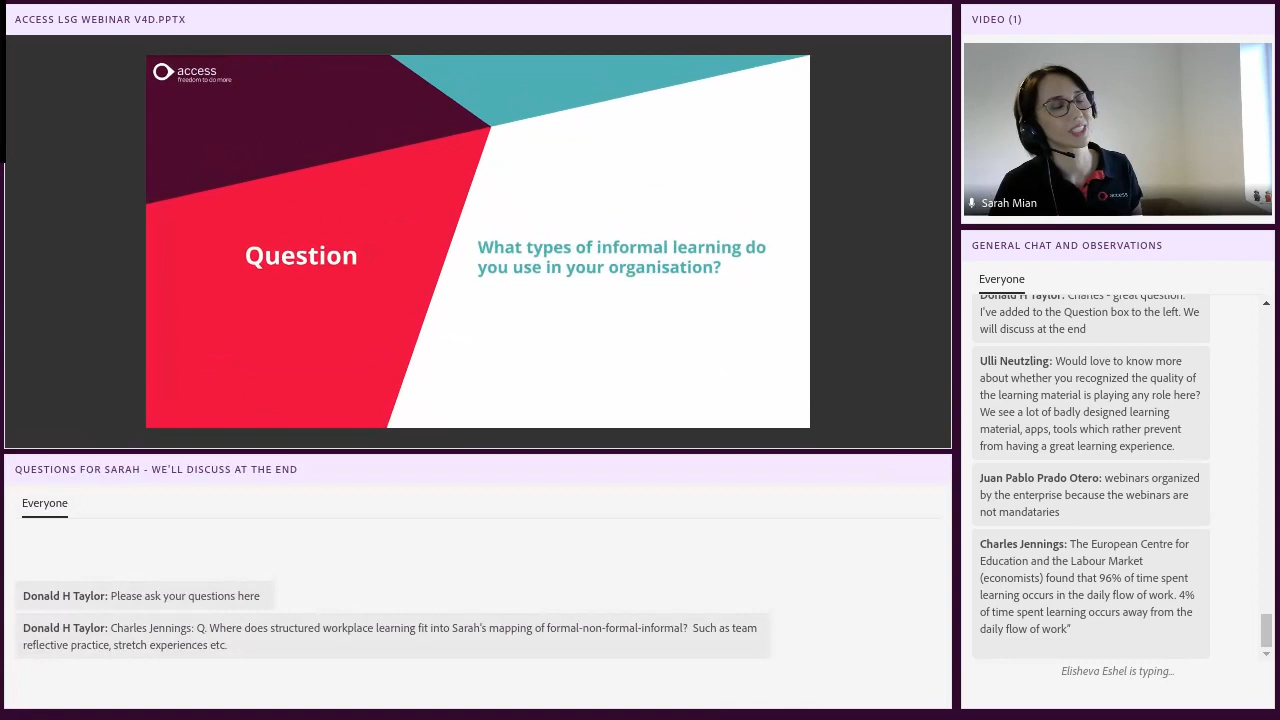 ACCESS LSG WEBINAR V4D.PPTX
access
freedom to do more
Question
What types of informal learning do
you use in your organisation?
QUESTIONS FOR SARAH - WE'LL DISCUSS AT THE END
Everyone
Donald H Taylor: Please ask your questions here
Donald H Taylor: Charles Jennings: Q. Where does structured workplace learning fit into Sarah's mapping of formal-non-formal-informal?  Such as team
reflective practice, stretch experiences etc.
VIDEO (1)
access
Sarah Mian
GENERAL CHAT AND OBSERVATIONS
Everyone
Donald H Taylor: Charles - great question.
I've added to the Question box to the left. We
will discuss at the end
Ulli Neutzling: Would love to know more
about whether you recognized the quality of
the learning material is playing any role here?
We see a lot of badly designed learning
material, apps, tools which rather prevent
from having a great learning experience.
Juan Pablo Prado Otero: webinars organized
by the enterprise because the webinars are
not mandataries
Charles Jennings: The European Centre for
Education and the Labour Market
(economists) found that 96% of time spent
learning occurs in the daily flow of work. 4%
of time spent learning occurs away from the
daily flow of work"
Elisheva Eshel is typing...